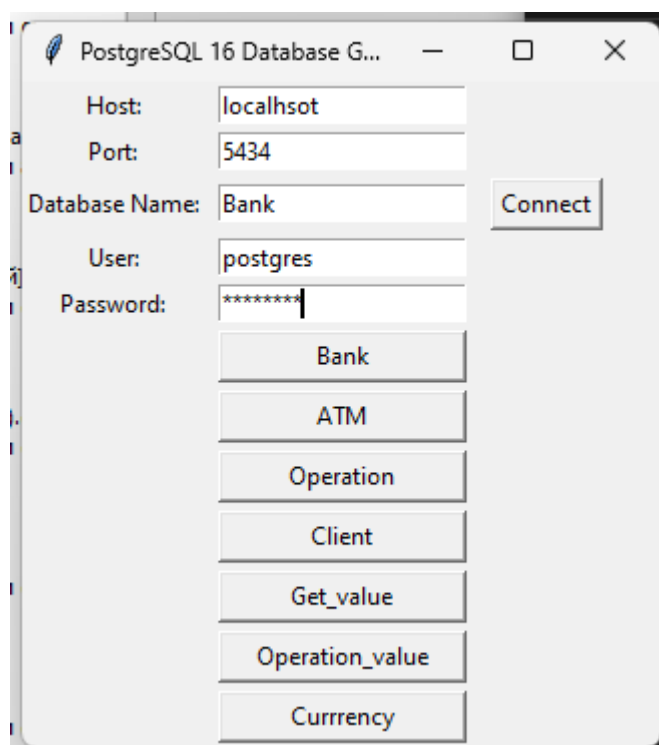 PostgreSQL 16 Database G...
Host: localhsot
Port: 5434
Database Name: Bank Connect
User: postgres
Password: ********
Bank
ATM
Operation
Client
Get_value
Operation_value
Currrency